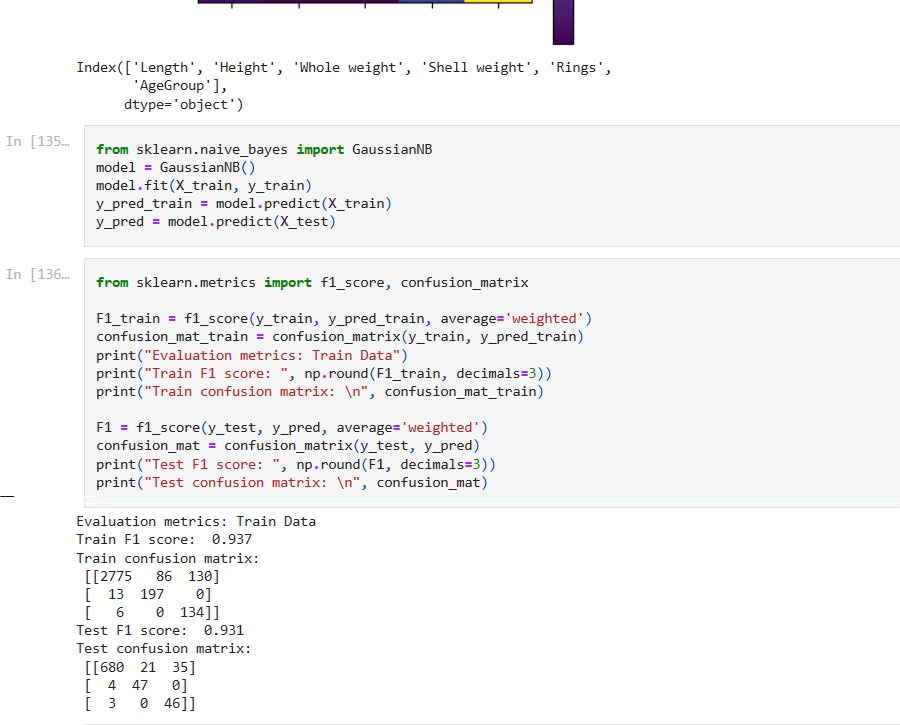 Index(['Length', 'Height', 'Whole weight', 'Shell weight', 'Rings',
'AgeGroup'],
dtype='object')
In [135…
from sklearn.naive_bayes import GaussianNB
model = GaussianNB()
model.fit(X_train, y_train)
y_pred_train = model.predict(X_train)
y_pred = model.predict(X_test)
In [136…
from sklearn.metrics import f1_score, confusion_matrix
F1_train = f1_score(y_train, y_pred_train, average='weighted')
confusion_mat_train = confusion_matrix(y_train, y_pred_train)
print("Evaluation metrics: Train Data")
print("Train F1 score: ", np.round(F1_train, decimals=3))
print("Train confusion matrix: \n", confusion_mat_train)
F1 = f1_score(y_test, y_pred, average='weighted')
confusion_mat = confusion_matrix(y_test, y_pred)
print("Test F1 score: ", np.round(F1, decimals=3))
print("Test confusion matrix: \n", confusion_mat)
Evaluation metrics: Train Data
Train F1 score:  0.937
Train confusion matrix:
[[2775   86  130]
[  13  197    0]
[   6    0  134]]
Test F1 score:  0.931
Test confusion matrix:
[[680  21  35]
[  4  47   0]
[  3   0  46]]